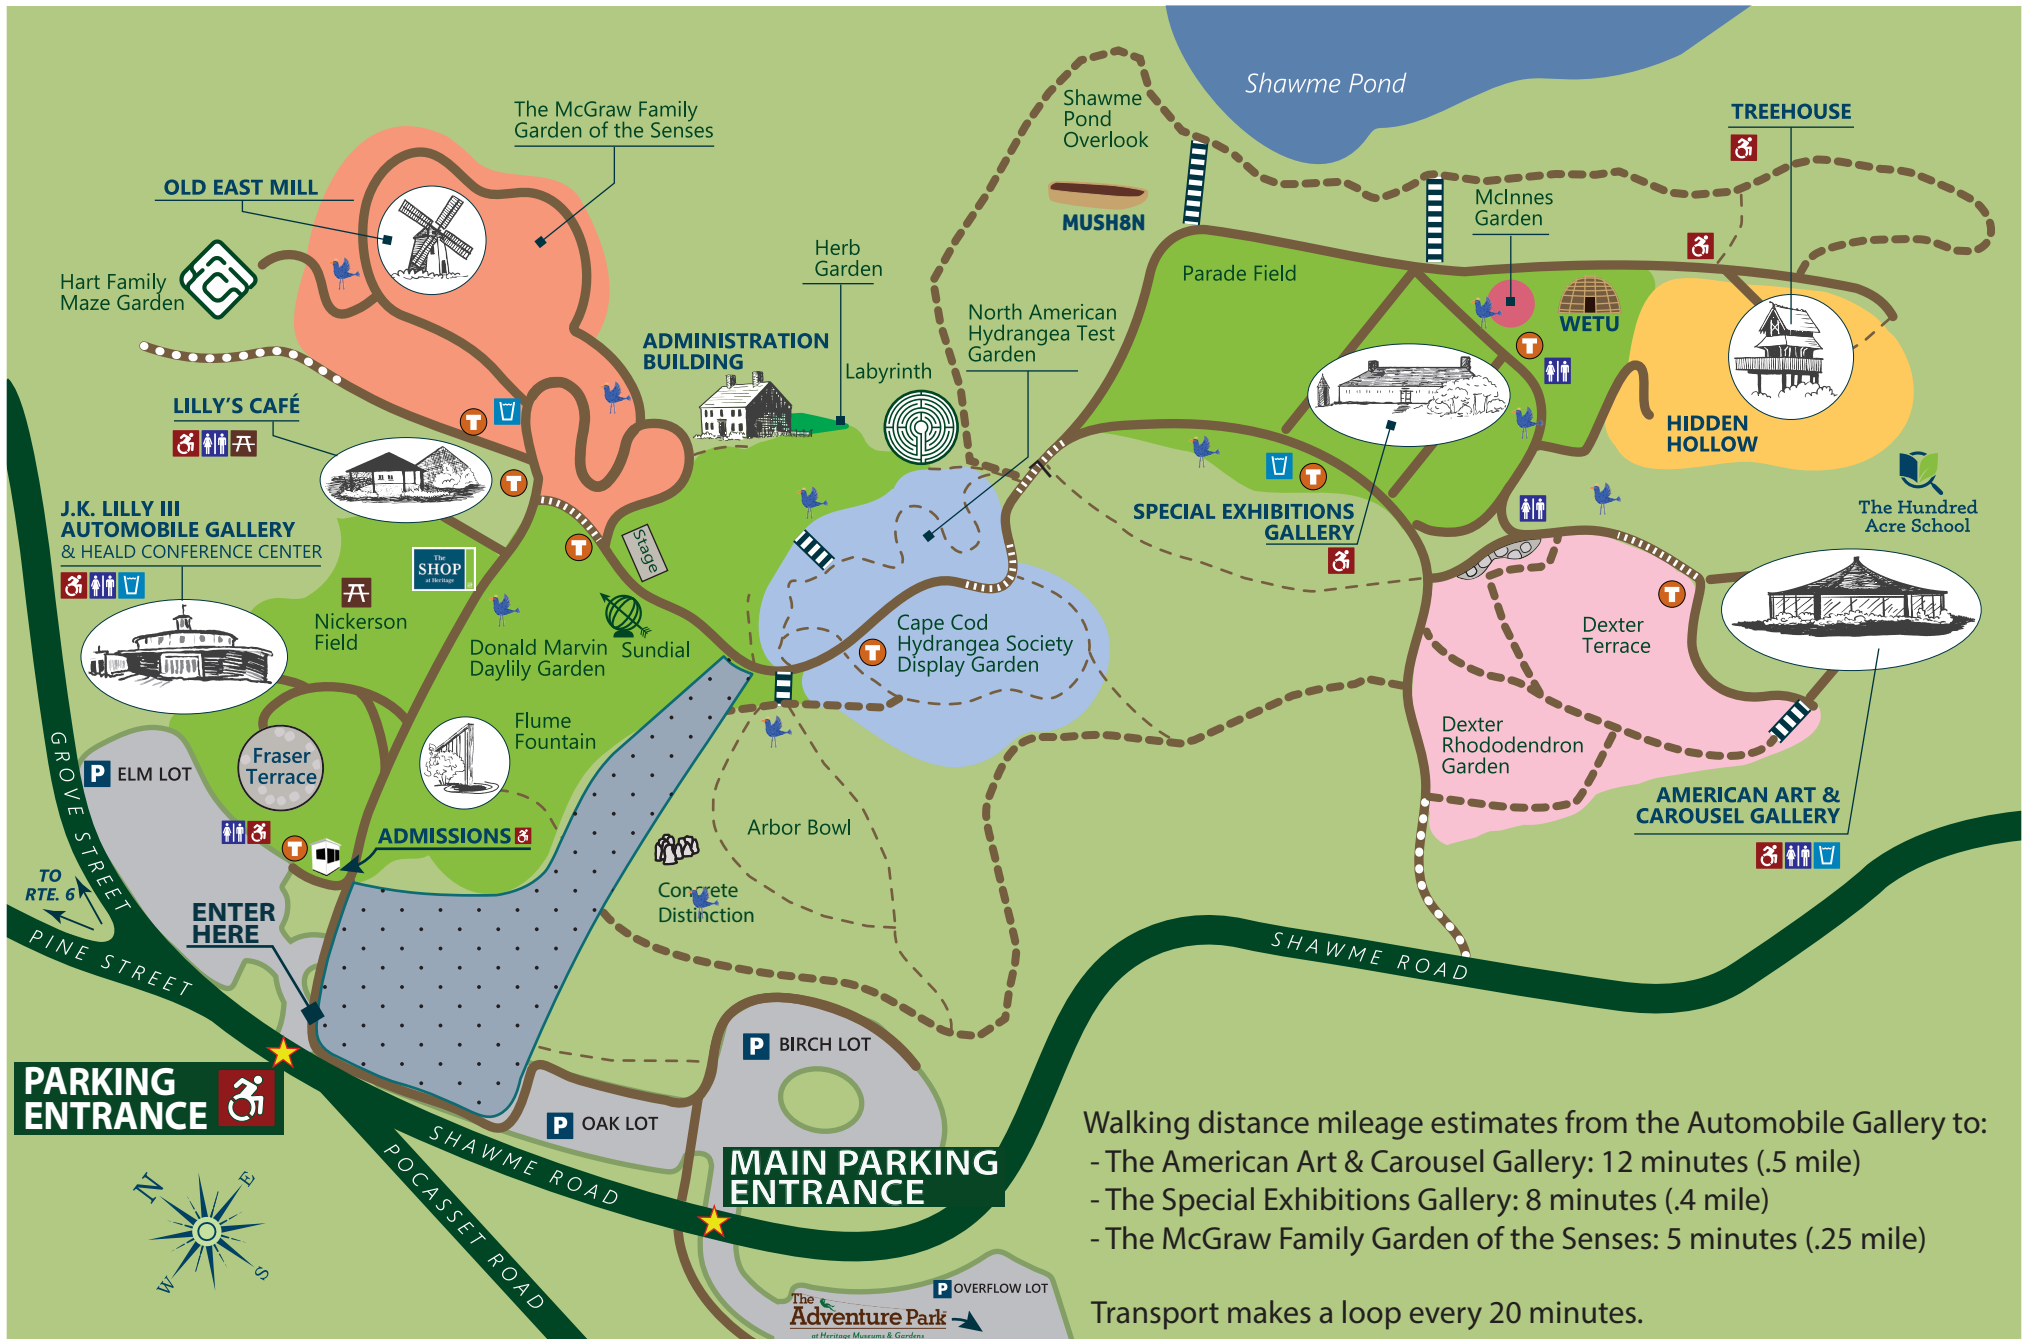 Shawme Pond
The McGraw Family
Garden of the Senses
Shawme
Pond
Overlook
TREEHOUSE
OLD EAST MILL
MUSH8N
McInnes
Garden
Herb
Garden
Hart Family
Maze Garden
Parade Field
North American
Hydrangea Test
Garden
WETU
ADMINISTRATION
BUILDING
Labyrinth
LILLY'S CAFÉ
T
T
T
T
T
T
T
T
HIDDEN
HOLLOW
J.K. LILLY III
AUTOMOBILE GALLERY
& HEALD CONFERENCE CENTER
SPECIAL EXHIBITIONS
GALLERY
The Hundred
Acre School
Stage
The
SHOP
at Heritage
Nickerson
Field
Donald Marvin
Daylily Garden
Sundial
Cape Cod
Hydrangea Society
Display Garden
Dexter
Terrace
Flume
Fountain
Fraser
Terrace
Dexter
Rhododendron
Garden
P ELM LOT
GROVE STREET
AMERICAN ART &
CAROUSEL GALLERY
ADMISSIONS
Arbor Bowl
TO
RTE. 6
Concrete
Distinction
ENTER
HERE
PINE STREET
SHAWME ROAD
P BIRCH LOT
PARKING
ENTRANCE
P OAK LOT
SHAWME ROAD
POCASSET ROAD
MAIN PARKING
ENTRANCE
N
E
W
S
Walking distance mileage estimates from the Automobile Gallery to:
- The American Art & Carousel Gallery: 12 minutes (.5 mile)
- The Special Exhibitions Gallery: 8 minutes (.4 mile)
- The McGraw Family Garden of the Senses: 5 minutes (.25 mile)
P OVERFLOW LOT
The
Adventure Park
at Heritage Museums & Gardens
Transport makes a loop every 20 minutes.